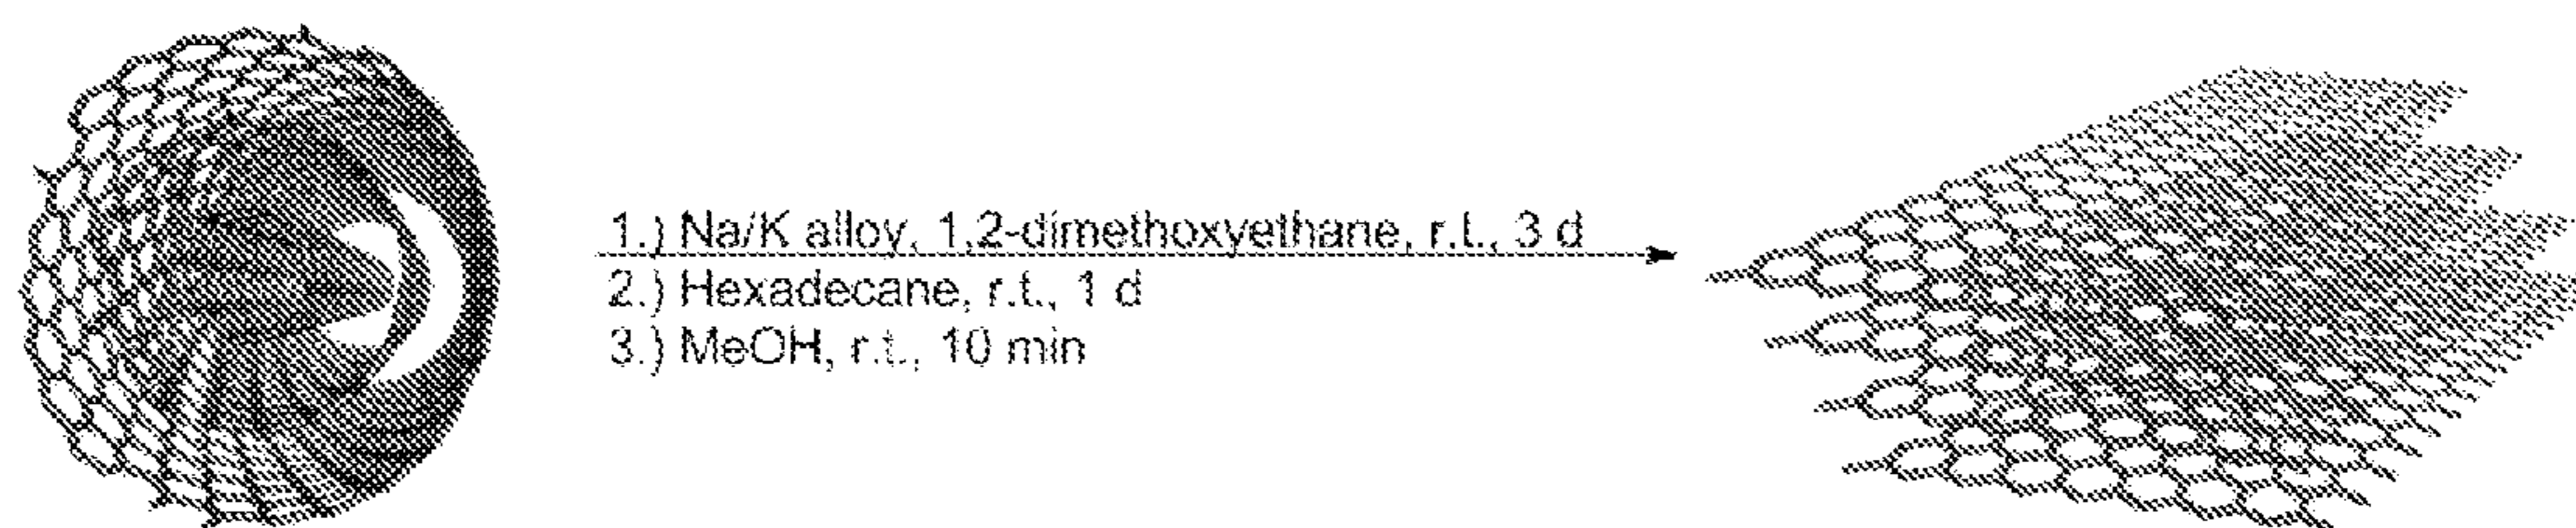 1.) Na/K alloy, 1,2-dimethoxyethane, r.t., 3 d
2.) Hexadecane, r.t., 1 d
3.) MeOH, r.t., 10 min